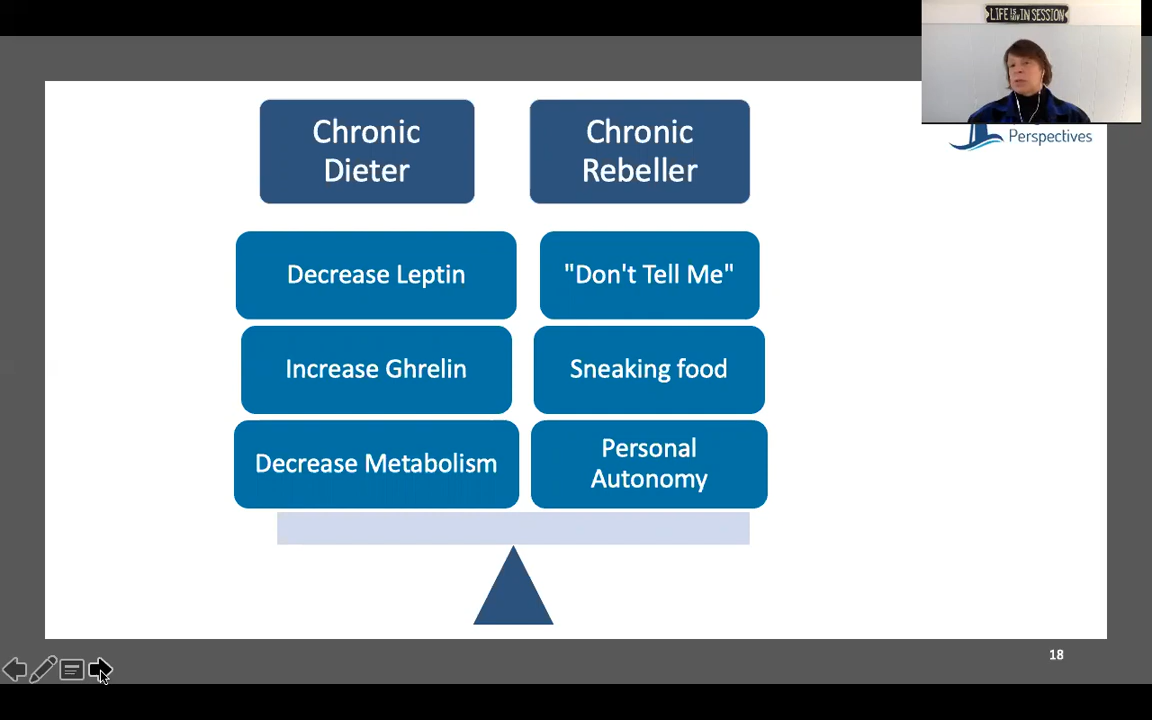 LIFE IS IN SESSION
Perspectives
Chronic
Dieter
Chronic
Rebeller
Decrease Leptin
"Don't Tell Me"
Increase Ghrelin
Sneaking food
Decrease Metabolism
Personal
Autonomy
18